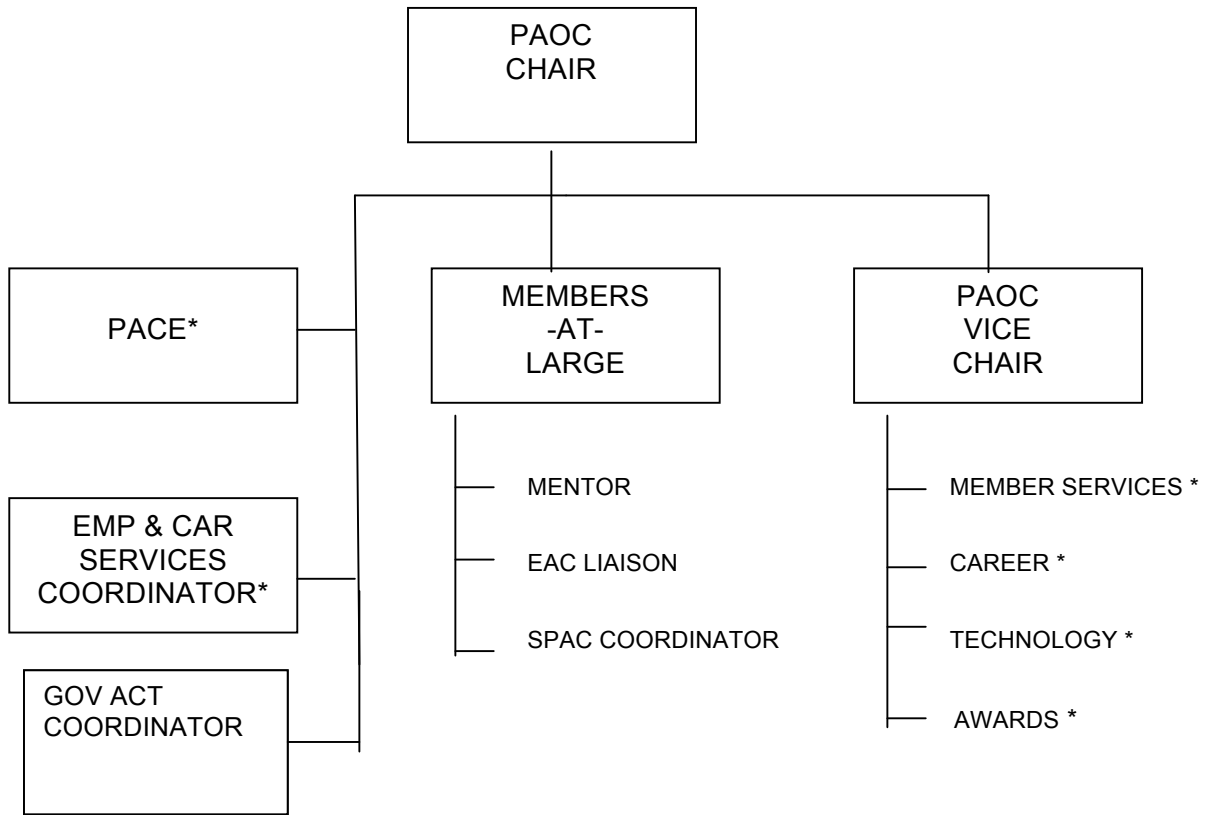 PAOC
CHAIR
PACE*
MEMBERS
-AT-
LARGE
PAOC
VICE
CHAIR
MENTOR
EAC LIAISON
SPAC COORDINATOR
MEMBER SERVICES *
CAREER *
TECHNOLOGY *
AWARDS *
EMP & CAR
SERVICES
COORDINATOR*
GOV ACT
COORDINATOR